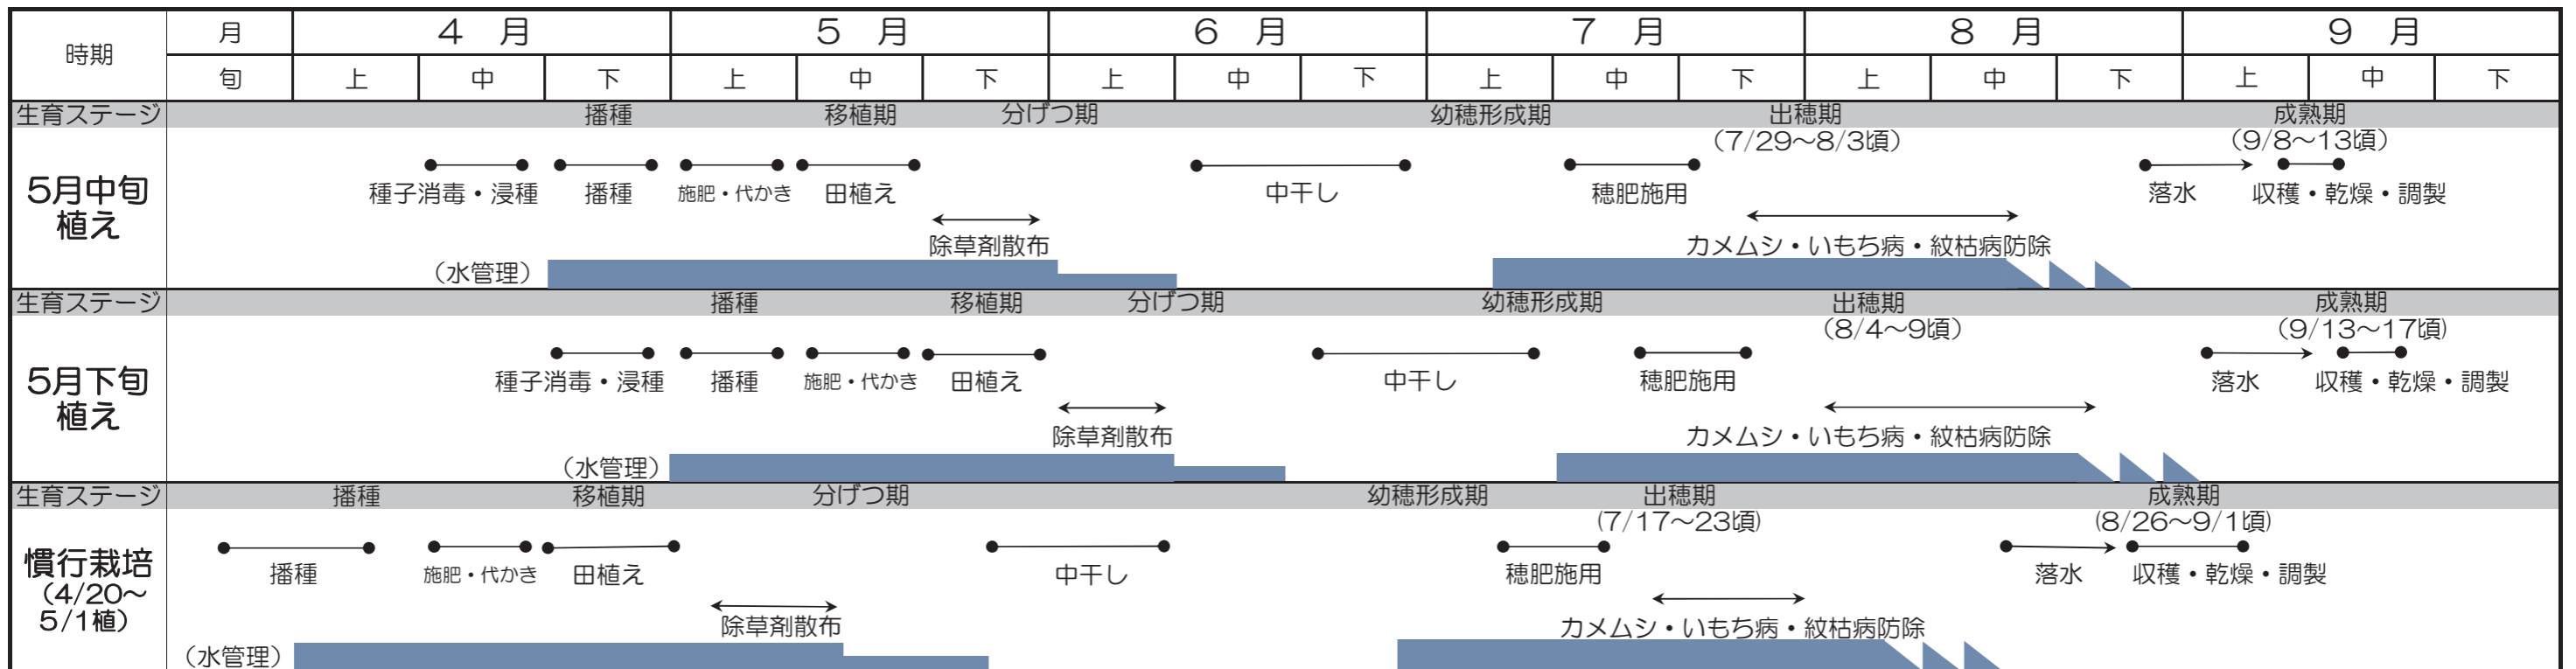 時期 月 4 月 5 月 6 月 7 月 8 月 9 月
旬 上 中 下 上 中 下 上 中 下 上 中 下 上 中 下 上 中 下
生育ステージ 播種 移植期 分げつ期 幼穂形成期 出穂期 成熟期
(7/29～8/3頃) (9/8～13頃)
5月中旬
植え
種子消毒・浸種 播種 施肥・代かき 田植え 中干し 穂肥施用 落水 収穫・乾燥・調製
除草剤散布 カメムシ・いもち病・紋枯病防除
(水管理)
生育ステージ 播種 移植期 分げつ期 幼穂形成期 出穂期 成熟期
(8/4～9頃) (9/13～17頃)
5月下旬
植え
種子消毒・浸種 播種 施肥・代かき 田植え 中干し 穂肥施用 落水 収穫・乾燥・調製
除草剤散布 カメムシ・いもち病・紋枯病防除
(水管理)
生育ステージ 播種 移植期 分げつ期 幼穂形成期 出穂期 成熟期
(7/17～23頃) (8/26～9/1頃)
慣行栽培
(4/20～
5/1植)
播種 施肥・代かき 田植え 中干し 穂肥施用 落水 収穫・乾燥・調製
除草剤散布 カメムシ・いもち病・紋枯病防除
(水管理)